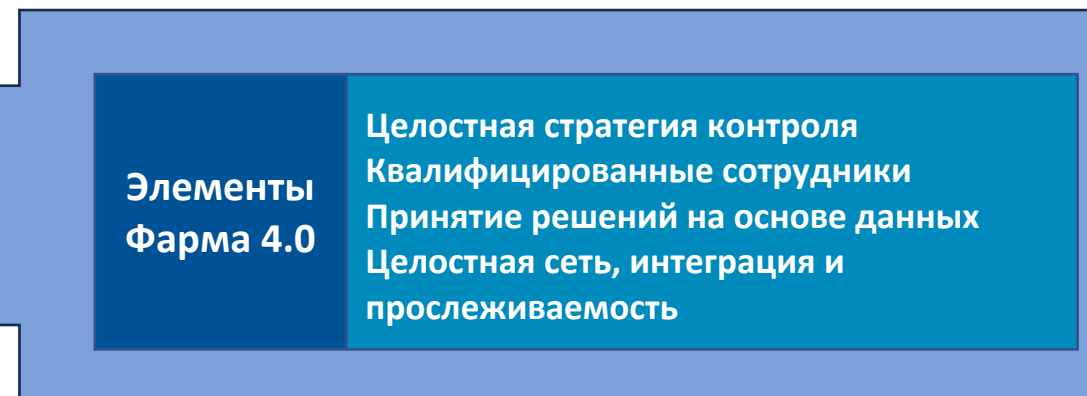 Элементы
Фарма 4.0
Целостная стратегия контроля
Квалифицированные сотрудники
Принятие решений на основе данных
Целостная сеть, интеграция и
прослеживаемость